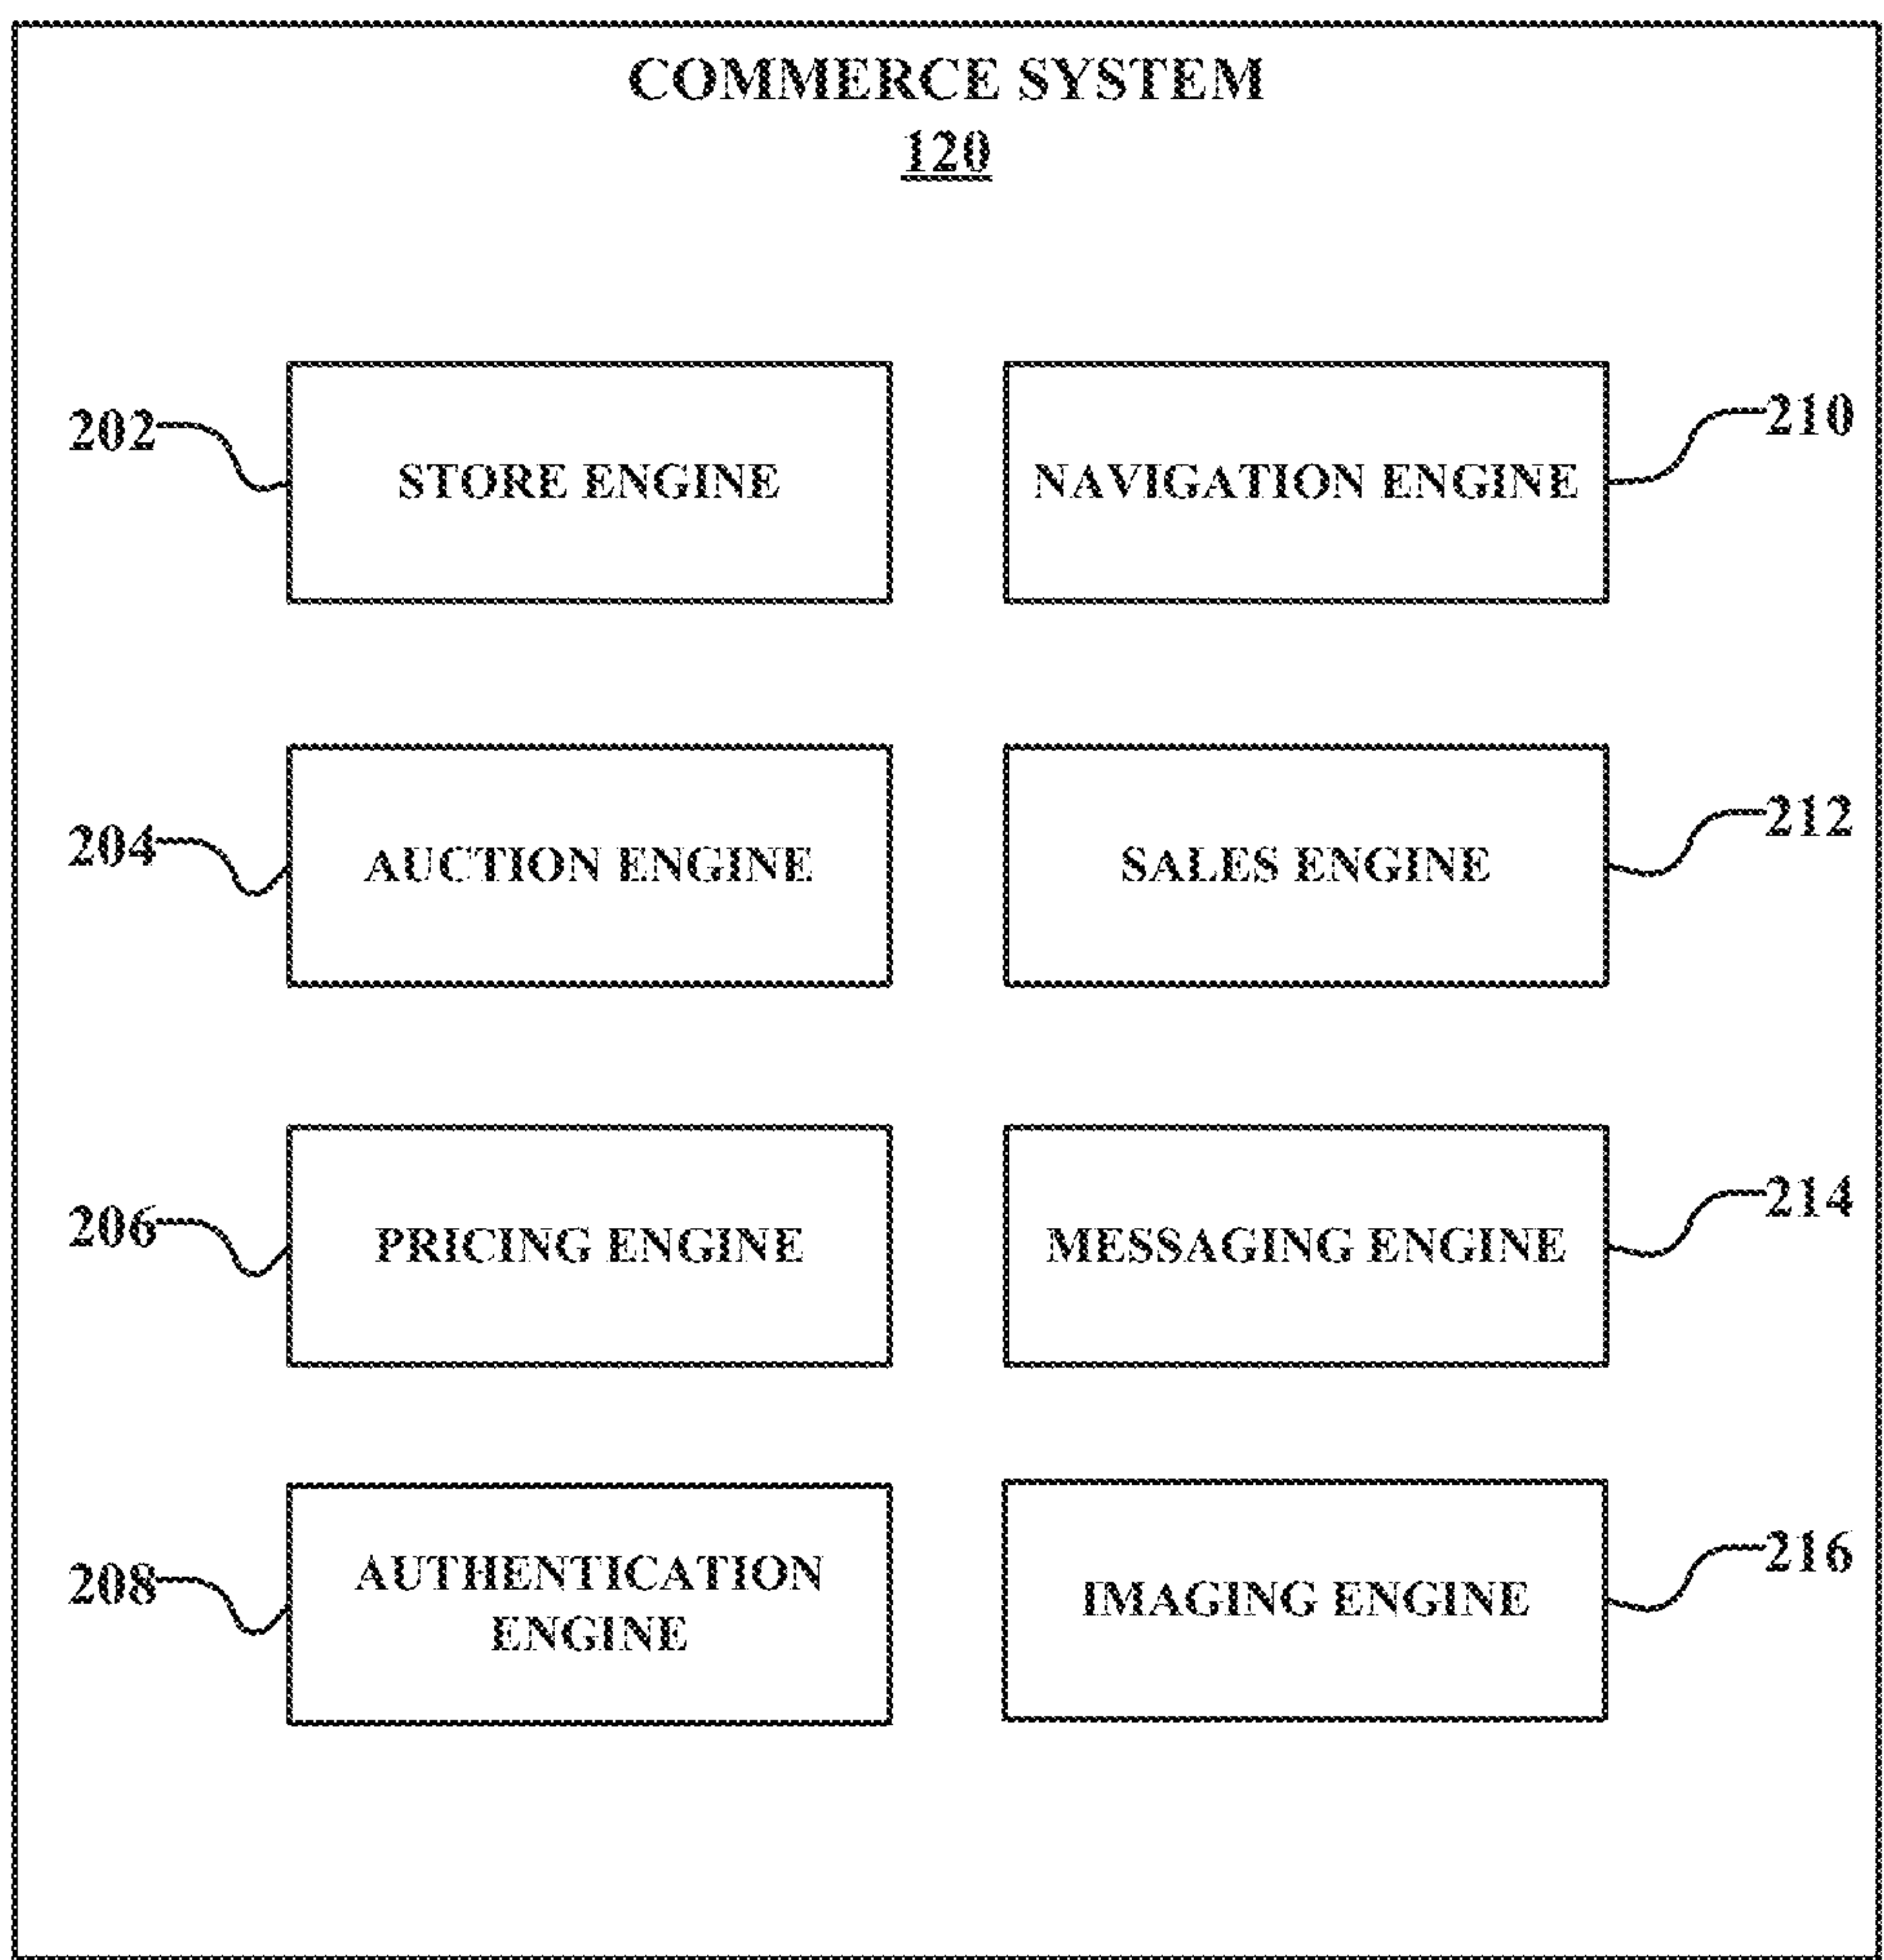 COMMERCE SYSTEM
120
202
STORE ENGINE
NAVIGATION ENGINE
210
204
AUCTION ENGINE
SALES ENGINE
212
206
PRICING ENGINE
MESSAGING ENGINE
214
208
AUTHENTICATION
ENGINE
IMAGING ENGINE
216